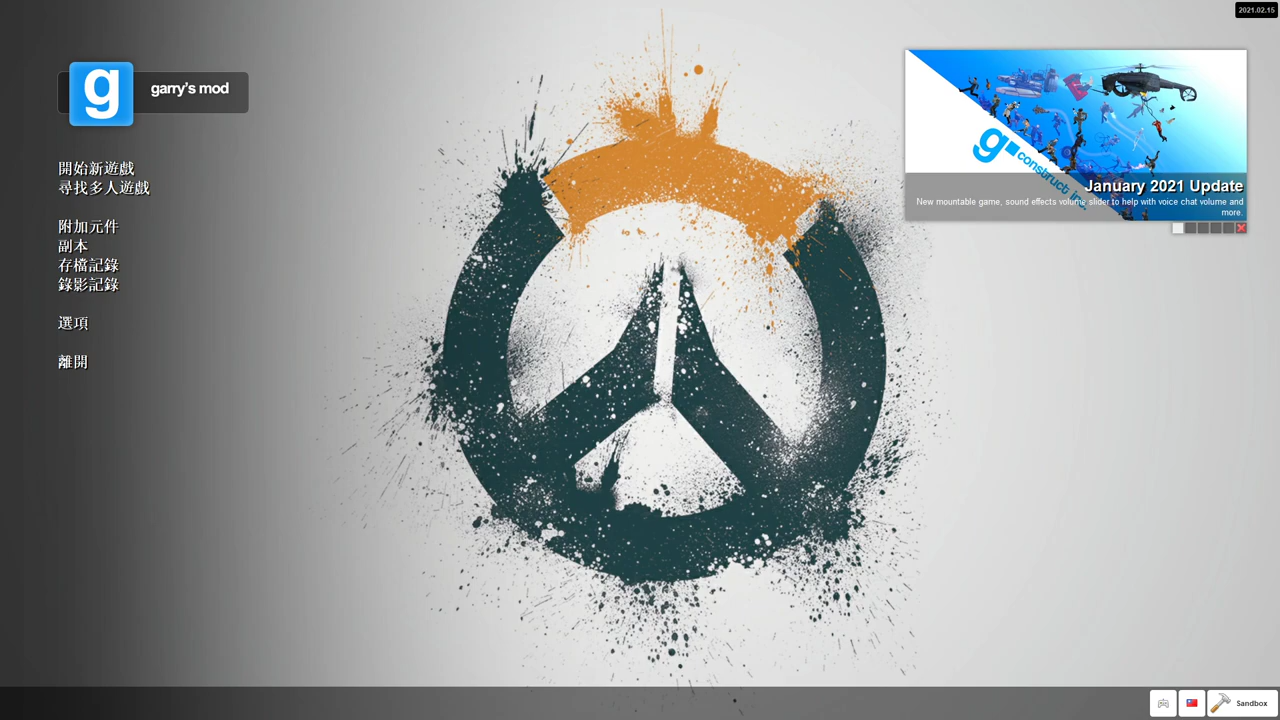 2021.02.15
g
garry's mod
開始新遊戲
尋找多人遊戲
附加元件
副本
存檔記錄
錄影記錄
選項
離開
g
construct inc.
January 2021 Update
New mountable game, sound effects volume slider to help with voice chat volume and
more.
Sandbox